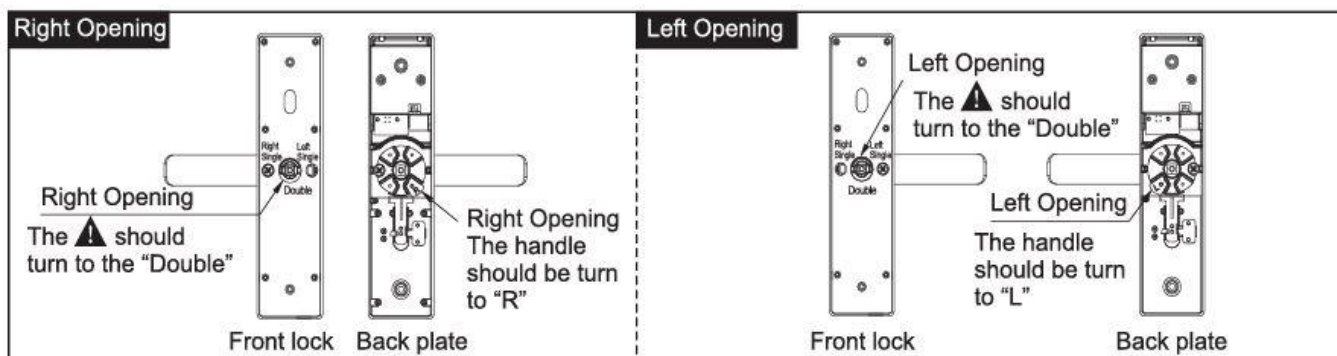 Right Opening
Right Single
Left Single
Double
Right Opening
The ! should
turn to the “Double”
Right Opening
The handle
should be turn
to “R”
Front lock
Back plate
Left Opening
Left Opening
The ! should
turn to the “Double”
Right Single
Left Single
Double
L
Left Opening
The handle
should be turn
to “L”
Front lock
Back plate